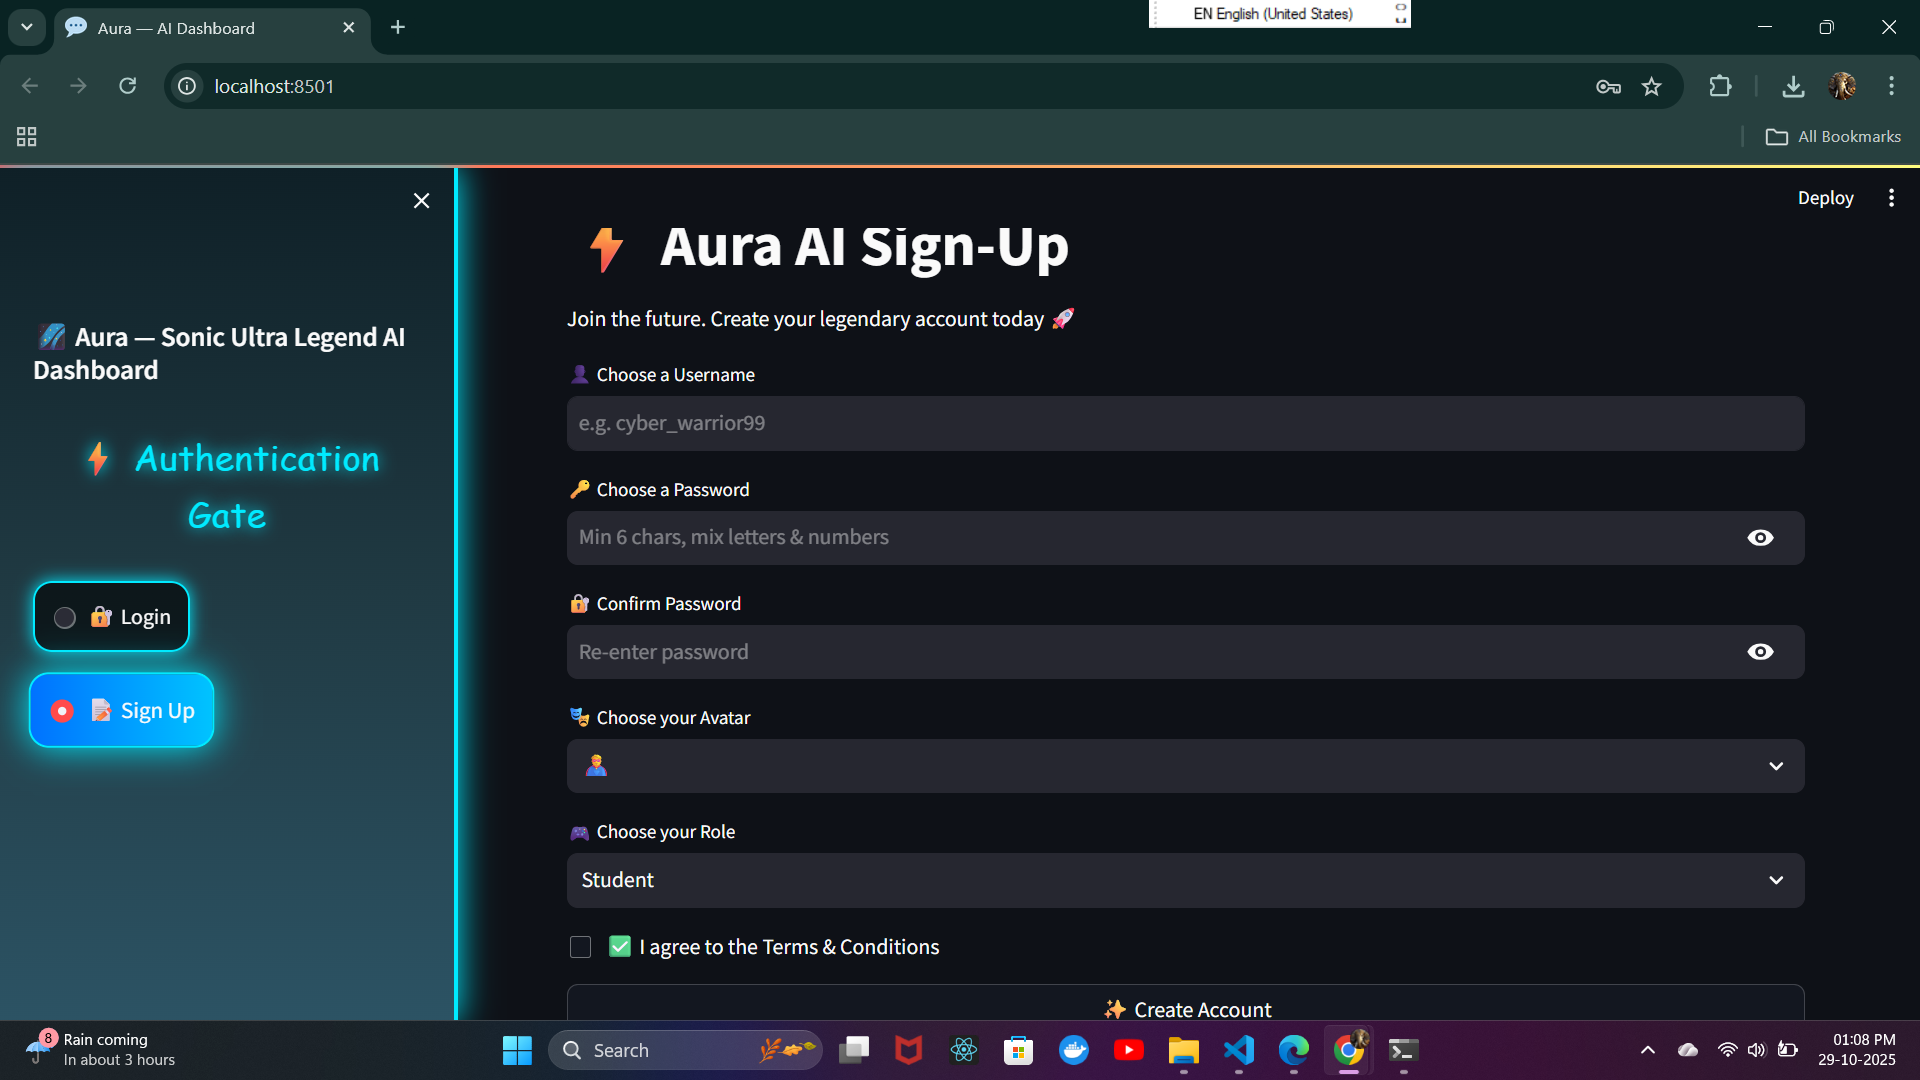 Aura — AI Dashboard
EN English (United States)
localhost:8501
All Bookmarks
Deploy
Aura — Sonic Ultra Legend AI
Dashboard
Authentication
Gate
Login
Sign Up
Aura AI Sign-Up
Join the future. Create your legendary account today
Choose a Username
e.g. cyber_warrior99
Choose a Password
Min 6 chars, mix letters & numbers
Confirm Password
Re-enter password
Choose your Avatar
Choose your Role
Student
I agree to the Terms & Conditions
Create Account
8
Rain coming
In about 3 hours
Search
01:08 PM
29-10-2025